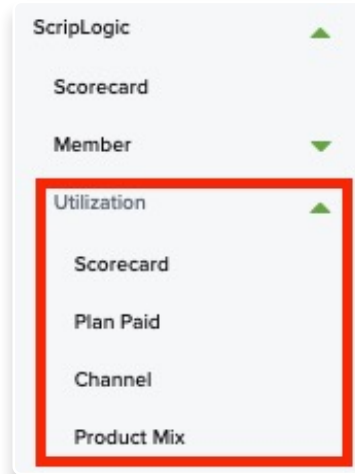 ScripLogic
Scorecard
Member
Utilization
Scorecard
Plan Paid
Channel
Product Mix